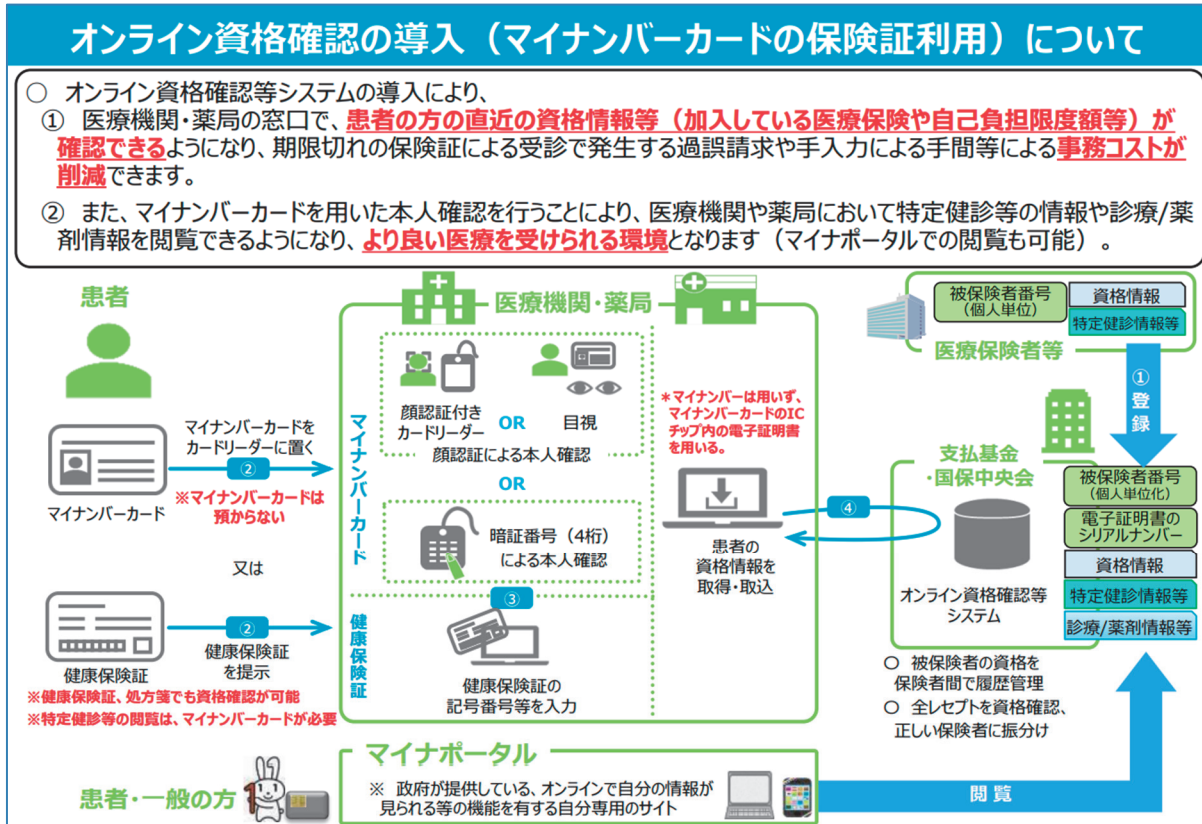 オンライン資格確認の導入（マイナンバーカードの保険証利用）について
○ オンライン資格確認等システムの導入により、
① 医療機関・薬局の窓口で、患者の方の直近の資格情報等（加入している医療保険や自己負担限度額等）が
確認できるようになり、期限切れの保険証による受診で発生する過誤請求や手入力による手間等による事務コストが
削減できます。
② また、マイナンバーカードを用いた本人確認を行うことにより、医療機関や薬局において特定健診等の情報や診療/薬
剤情報を閲覧できるようになり、より良い医療を受けられる環境となります（マイナポータルでの閲覧も可能）。
患者
マイナンバーカード
マイナンバーカードを
カードリーダーに置く
②
※マイナンバーカードは
預からない
又は
健康保険証
②
健康保険証
を提示
※健康保険証、処方箋でも資格確認が可能
※特定健診等の閲覧は、マイナンバーカードが必要
医療機関・薬局
マイナンバーカード
顔認証付き
カードリーダー
OR
目視
顔認証による本人確認
OR
暗証番号（4桁）
による本人確認
③
健康保険証
健康保険証の
記号番号等を入力
＊マイナンバーは用いず、
マイナンバーカードのIC
チップ内の電子証明書
を用いる。
患者の
資格情報を
取得・取込
④
被保険者番号
（個人単位）
資格情報
特定健診情報等
医療保険者等
①
登録
支払基金
・国保中央会
オンライン資格確認等
システム
被保険者番号
（個人単位化）
電子証明書の
シリアルナンバー
資格情報
特定健診情報等
診療/薬剤情報等
○ 被保険者の資格を
保険者間で履歴管理
○ 全レセプトを資格確認、
正しい保険者に振分け
患者・一般の方
マイナポータル
※ 政府が提供している、オンラインで自分の情報が
見られる等の機能を有する自分専用のサイト
閲覧